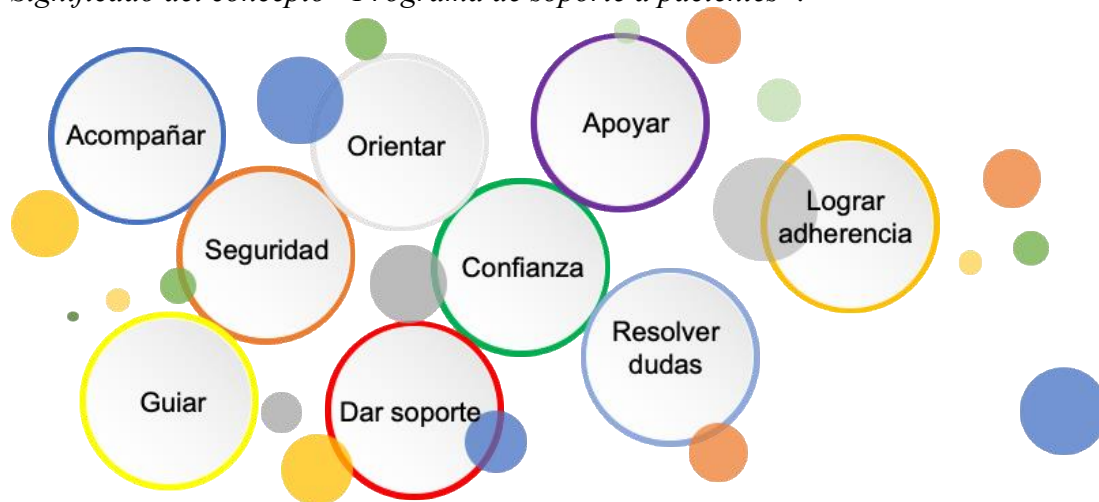 Significado del concepto "Programa de soporte a pacientes".
Acompañar
Orientar
Apoyar
Lograr
adherencia
Seguridad
Confianza
Resolver
dudas
Guiar
Dar soporte